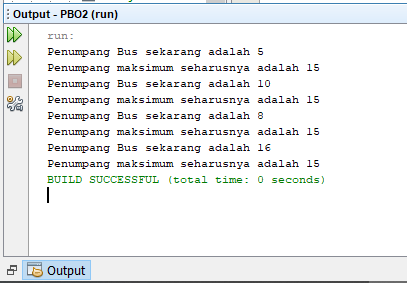 Output - PBO2 (run)
run:
Penumpang Bus sekarang adalah 5
Penumpang maksimum seharusnya adalah 15
Penumpang Bus sekarang adalah 10
Penumpang maksimum seharusnya adalah 15
Penumpang Bus sekarang adalah 8
Penumpang maksimum seharusnya adalah 15
Penumpang Bus sekarang adalah 16
Penumpang maksimum seharusnya adalah 15
BUILD SUCCESSFUL (total time: 0 seconds)
Output